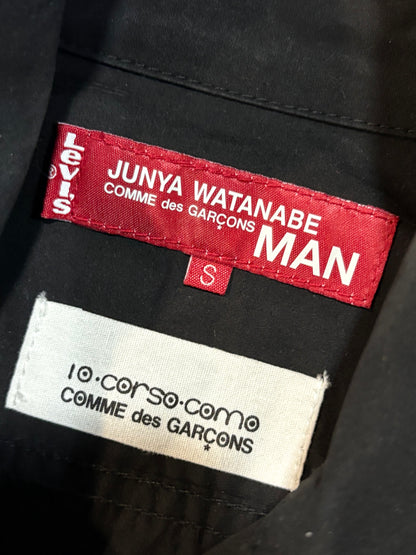 Levi's ®
JUNYA WATANABE
COMME des GARÇONS MAN
S
10·corso·como
COMME des GARÇONS